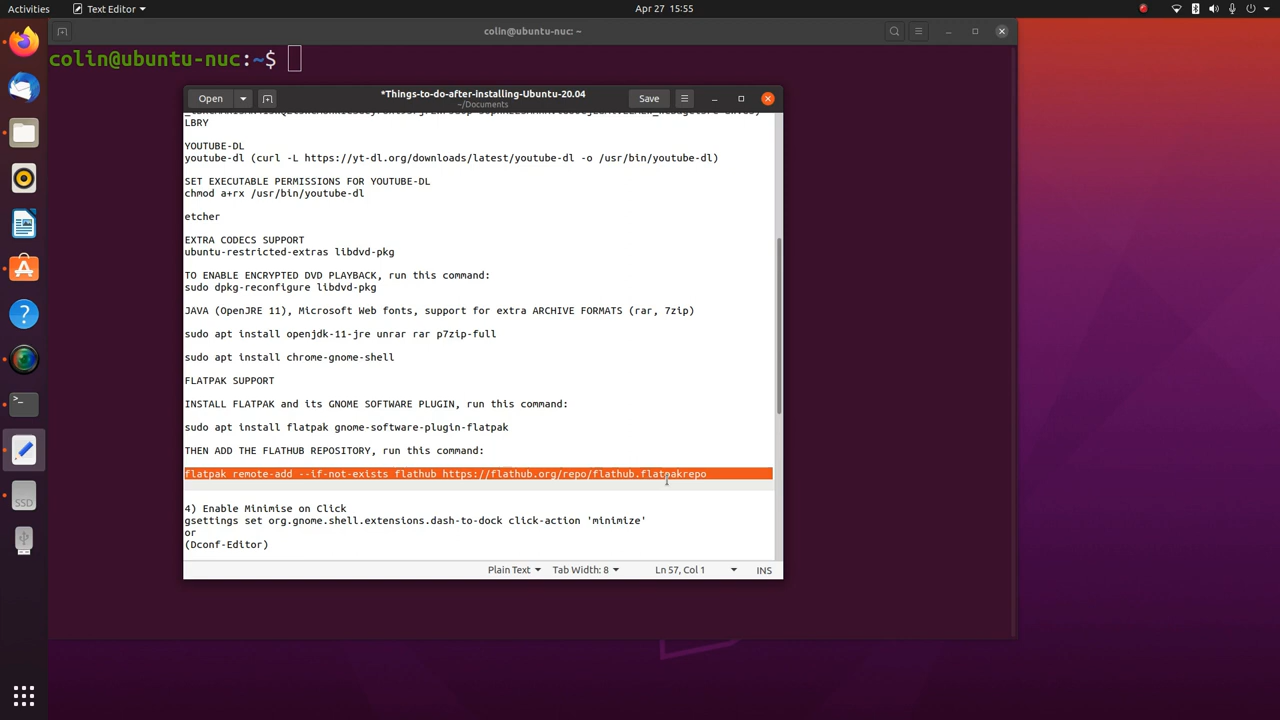 Activities
Text Editor
Apr 27 15:55
colin@ubuntu-nuc: ~
colin@ubuntu-nuc:~$
Open
*Things-to-do-after-installing-Ubuntu-20.04
~/Documents
Save
LBRY
YOUTUBE-DL
youtube-dl (curl -L https://yt-dl.org/downloads/latest/youtube-dl -o /usr/bin/youtube-dl)
SET EXECUTABLE PERMISSIONS FOR YOUTUBE-DL
chmod a+rx /usr/bin/youtube-dl
etcher
EXTRA CODECS SUPPORT
ubuntu-restricted-extras libdvd-pkg
TO ENABLE ENCRYPTED DVD PLAYBACK, run this command:
sudo dpkg-reconfigure libdvd-pkg
JAVA (OpenJRE 11), Microsoft Web fonts, support for extra ARCHIVE FORMATS (rar, 7zip)
sudo apt install openjdk-11-jre unrar rar p7zip-full
sudo apt install chrome-gnome-shell
FLATPAK SUPPORT
INSTALL FLATPAK and its GNOME SOFTWARE PLUGIN, run this command:
sudo apt install flatpak gnome-software-plugin-flatpak
THEN ADD THE FLATHUB REPOSITORY, run this command:
flatpak remote-add --if-not-exists flathub https://flathub.org/repo/flathub.flatpakrepo
4) Enable Minimise on Click
gsettings set org.gnome.shell.extensions.dash-to-dock click-action 'minimize'
or
(Dconf-Editor)
Plain Text
Tab Width: 8
Ln 57, Col 1
INS
SSD